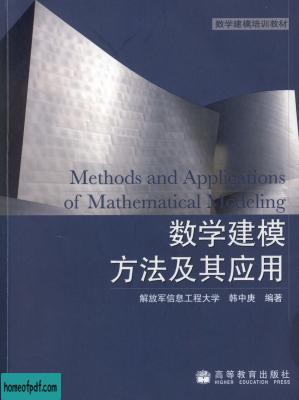 数学建模培训教材
Methods and Applications
of Mathematical Modeling
数学建模
方法及其应用
解放军信息工程大学 韩中庚 编著
高等教育出版社
HIGHER EDUCATION PRESS
homeofpdf.com